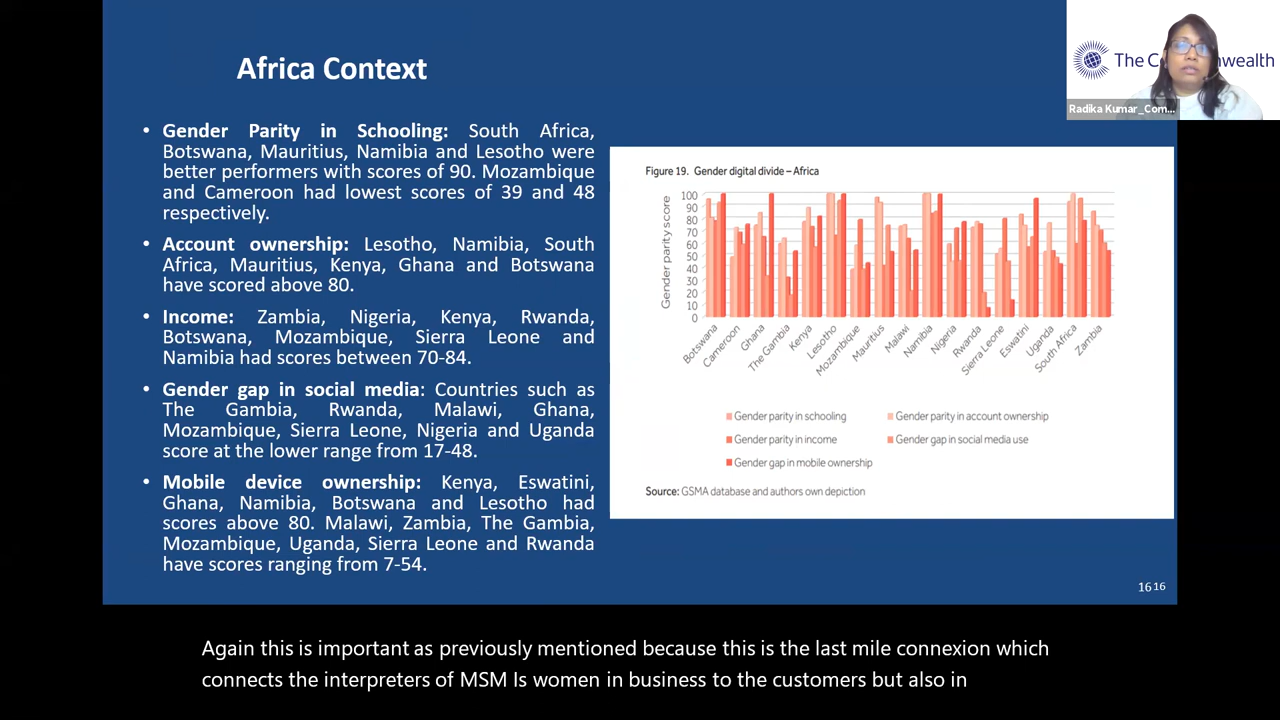 Africa Context
• Gender Parity in Schooling: South Africa,
Botswana, Mauritius, Namibia and Lesotho were
better performers with scores of 90. Mozambique
and Cameroon had lowest scores of 39 and 48
respectively.
• Account ownership: Lesotho, Namibia, South
Africa, Mauritius, Kenya, Ghana and Botswana
have scored above 80.
• Income: Zambia, Nigeria, Kenya, Rwanda,
Botswana, Mozambique, Sierra Leone and
Namibia had scores between 70-84.
• Gender gap in social media: Countries such as
The Gambia, Rwanda, Malawi, Ghana,
Mozambique, Sierra Leone, Nigeria and Uganda
score at the lower range from 17-48.
• Mobile device ownership: Kenya, Eswatini,
Ghana, Namibia, Botswana and Lesotho had
scores above 80. Malawi, Zambia, The Gambia,
Mozambique, Uganda, Sierra Leone and Rwanda
have scores ranging from 7-54.
The C nwealth
Radika Kumar_Com...
Figure 19. Gender digital divide – Africa
Gender parity score
100
90
80
70
60
50
40
30
20
10
0
Botswana
Cameroon
Ghana
The Gambia
Kenya
Lesotho
Mozambique
Mauritius
Malawi
Namibia
Nigeria
Rwanda
Sierra Leone
Eswatini
Uganda
South Africa
Zambia
Gender parity in schooling
Gender parity in account ownership
Gender parity in income
Gender gap in social media use
Gender gap in mobile ownership
Source: GSMA database and authors own depiction
16 16
Again this is important as previously mentioned because this is the last mile connexion which
connects the interpreters of MSM Is women in business to the customers but also in